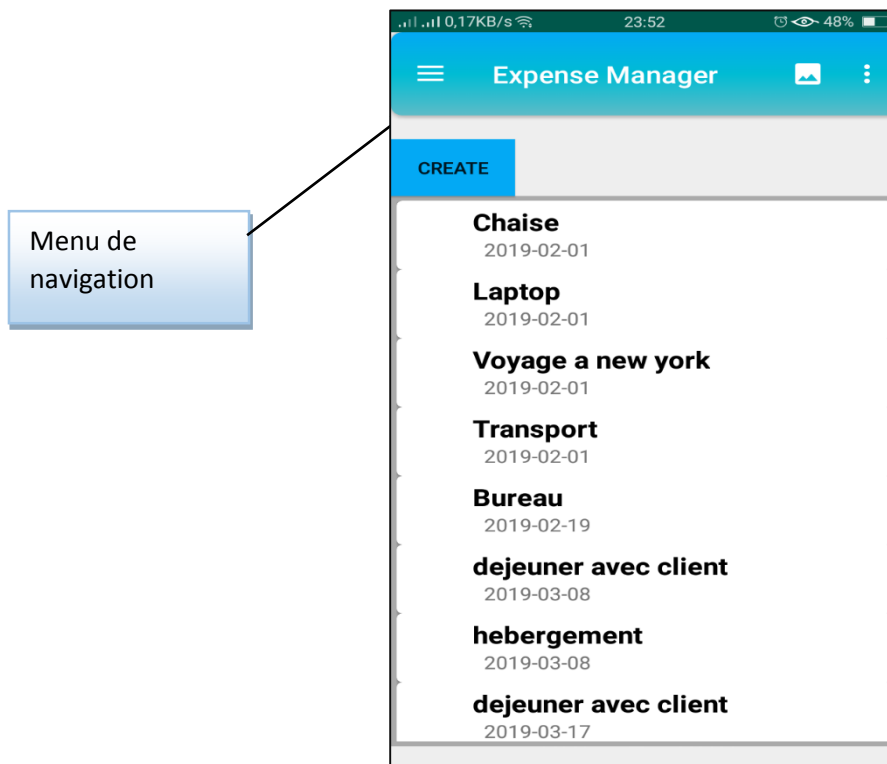 0,17KB/s 23:52 48%
Expense Manager
CREATE
Menu de
navigation
Chaise
2019-02-01
Laptop
2019-02-01
Voyage a new york
2019-02-01
Transport
2019-02-01
Bureau
2019-02-19
dejeuner avec client
2019-03-08
hebergement
2019-03-08
dejeuner avec client
2019-03-17